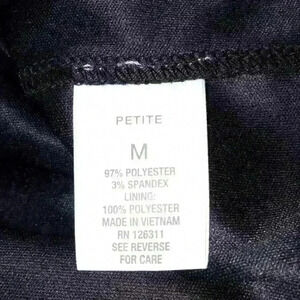 PETITE
M
97% POLYESTER
3% SPANDEX
LINING:
100% POLYESTER
MADE IN VIETNAM
RN 126311
SEE REVERSE
FOR CARE